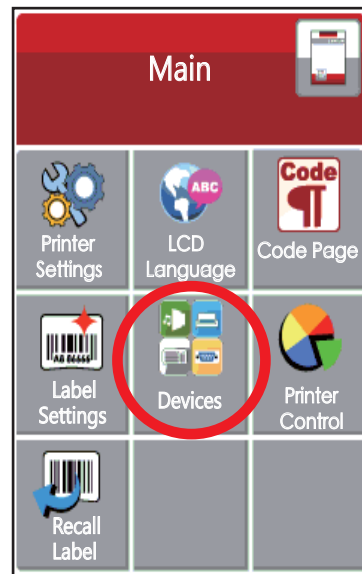 Main
Printer
Settings
LCD
Language
ABC
Code
Code Page
Label
Settings
Devices
Printer
Control
Recall
Label